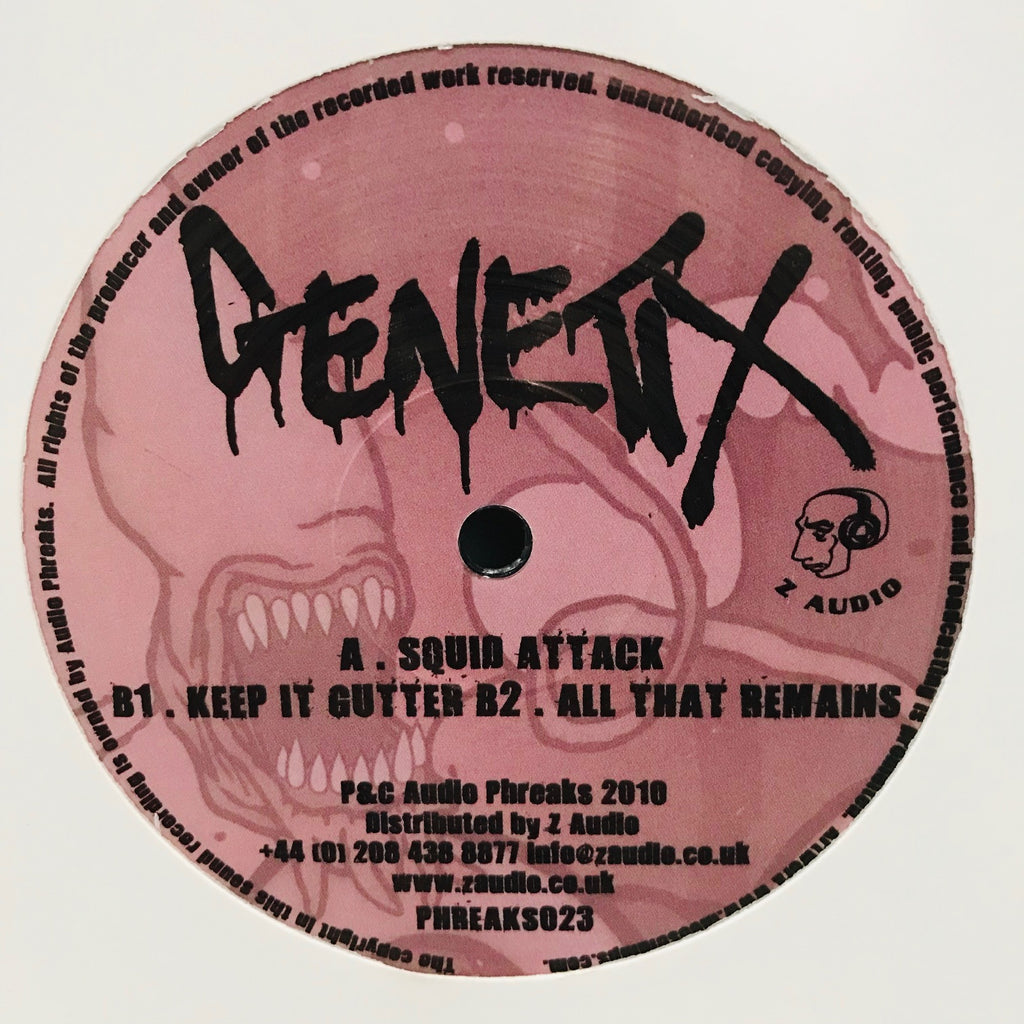 GENETIX
Z AUDIO
A . SQUID ATTACK
B1 . KEEP IT GUTTER B2 . ALL THAT REMAINS
P&C Audio Phreaks 2010
Distributed by Z Audio
+44 (0) 208 438 8877 info@zaudio.co.uk
www.zaudio.co.uk
PHREAKS023
The copyright in this sound recording is owned by Audio Phreaks. All rights of the producer and owner of the recorded work reserved. Unauthorised copying, renting, public performance and broadcasting is prohibited. Artwork